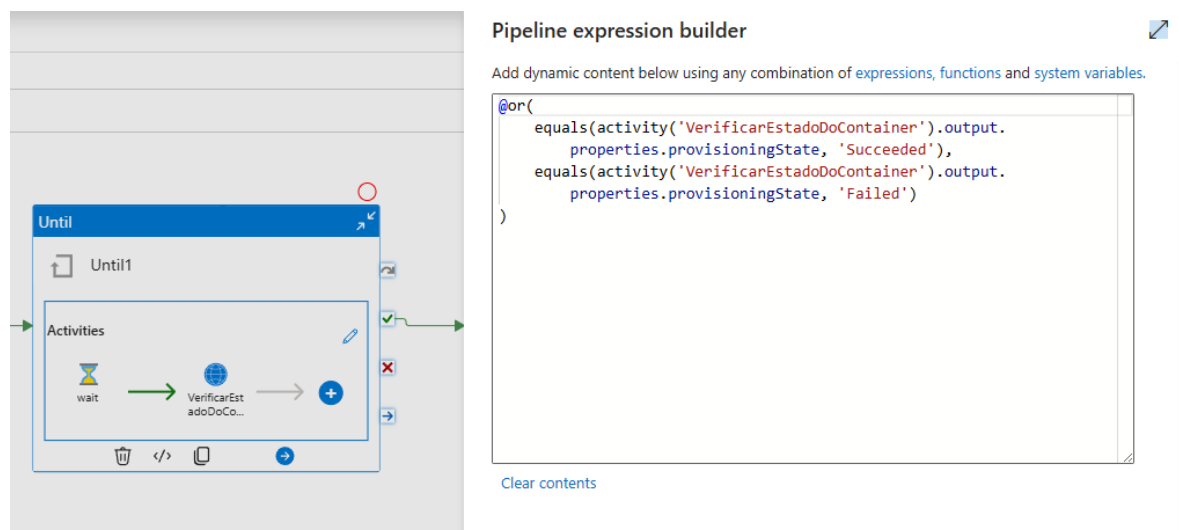 Pipeline expression builder
Add dynamic content below using any combination of expressions, functions and system variables.
@or(
equals(activity('VerificarEstadoDoContainer').output.
properties.provisioningState, 'Succeeded'),
equals(activity('VerificarEstadoDoContainer').output.
properties.provisioningState, 'Failed')
)
Clear contents
Until
Until1
Activities
wait
VerificarEst
adoDoCo...